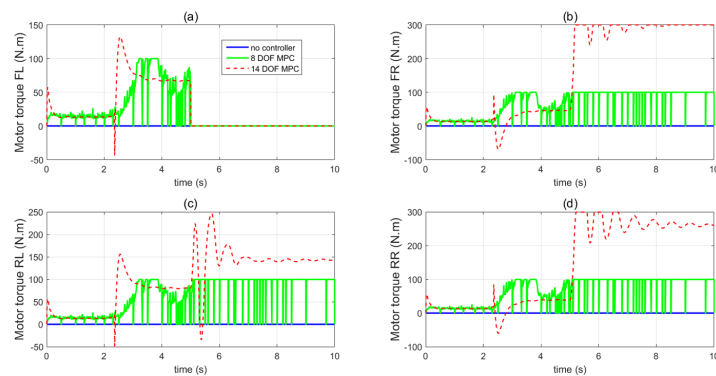 (a)
Motor torque FL (N.m)
150
100
50
0
-50
0 2 4 6 8 10
time (s)
no controller
8 DOF MPC
14 DOF MPC
(b)
Motor torque FR (N.m)
300
200
100
0
-100
0 2 4 6 8 10
time (s)
(c)
Motor torque RL (N.m)
250
200
150
100
50
0
-50
0 2 4 6 8 10
time (s)
(d)
Motor torque RR (N.m)
300
200
100
0
-100
0 2 4 6 8 10
time (s)